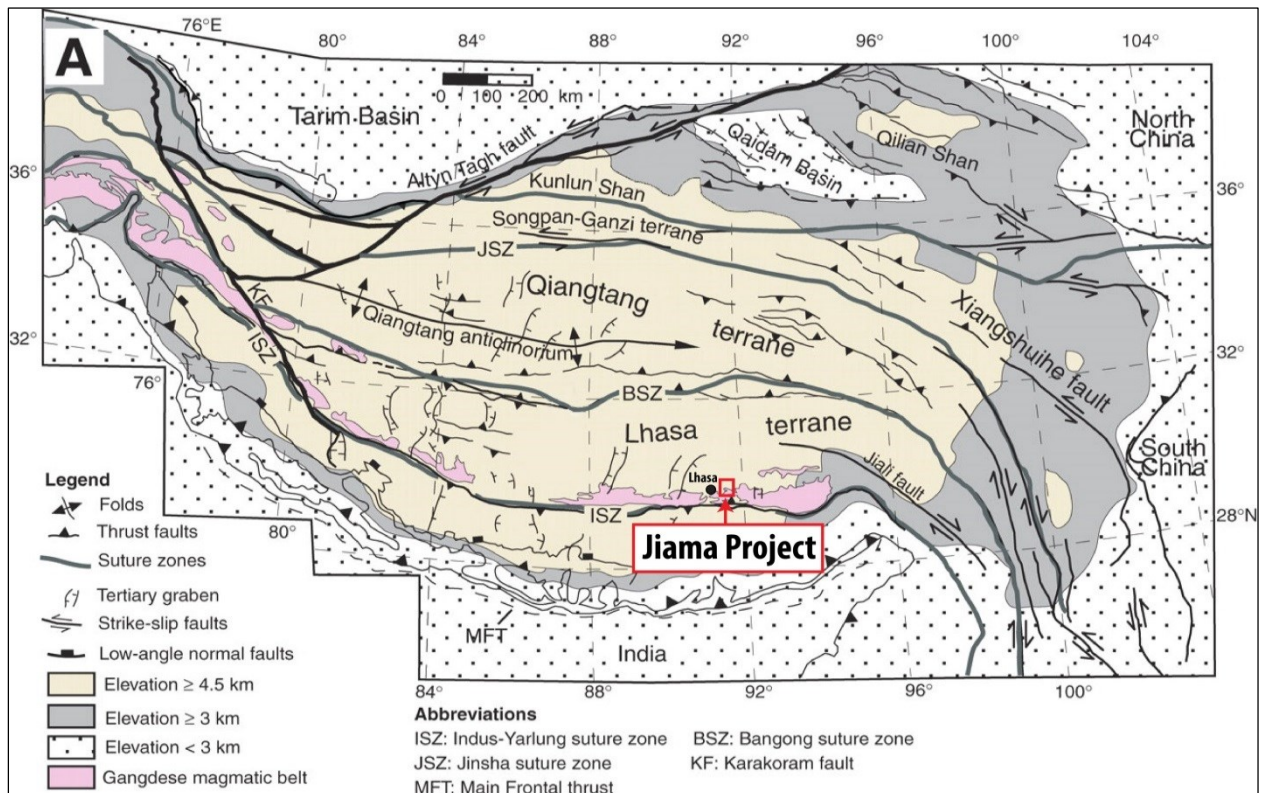 A
76°E
80°
84°
88°
92°
96°
100°
104°
0 100 200 km
Tarim Basin
North
China
Altyn Tagh fault
Qaidam Basin
Qilian Shan
36°
36°
Kunlun Shan
Songpan-Ganzi terrane
JSZ
Qiangtang
terrane
KF
Qiangtang anticlinorium
Xiangshuihe fault
32°
32°
ISZ
76°
BSZ
Lhasa
terrane
South
China
Jiali fault
Lhasa
ISZ
28°N
Jiama Project
80°
MFT
India
84°
88°
92°
96°
100°
Legend
Folds
Thrust faults
Suture zones
Tertiary graben
Strike-slip faults
Low-angle normal faults
Elevation ≥ 4.5 km
Elevation ≥ 3 km
Elevation < 3 km
Gangdese magmatic belt
Abbreviations
ISZ: Indus-Yarlung suture zone
BSZ: Bangong suture zone
JSZ: Jinsha suture zone
KF: Karakoram fault
MFT: Main Frontal thrust